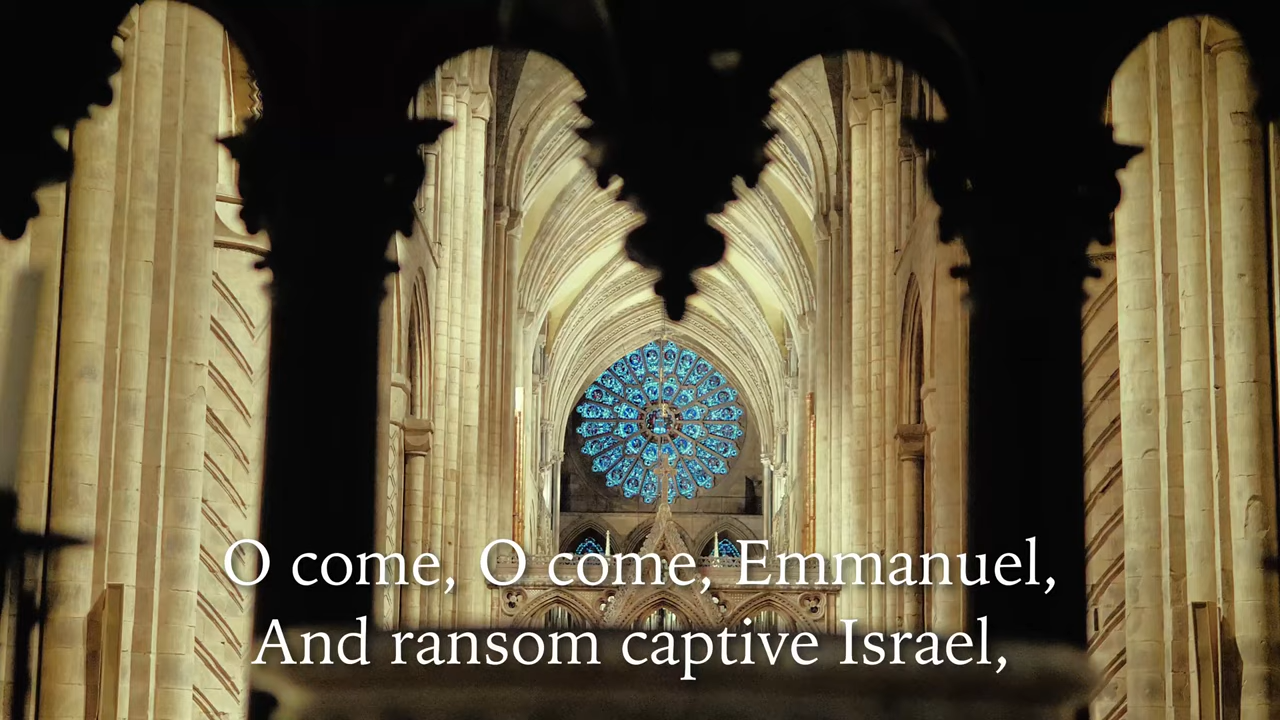 O come, O come, Emmanuel,
And ransom captive Israel,